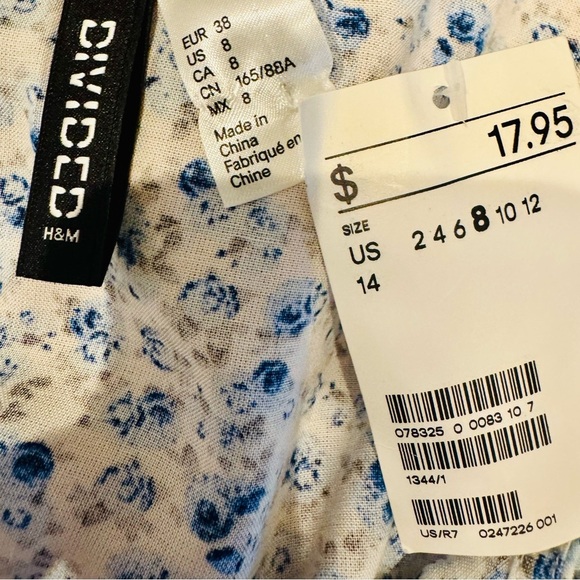 DIVIDED
H&M
EUR 38
US 8
CA 8
CN 165/88A
MX 8
Made in
China
Fabriqué en
Chine
$ 17.95
SIZE
US 2 4 6 8 10 12
14
078325 0 0083 10 7
1344/1
US/R7 0247226 001